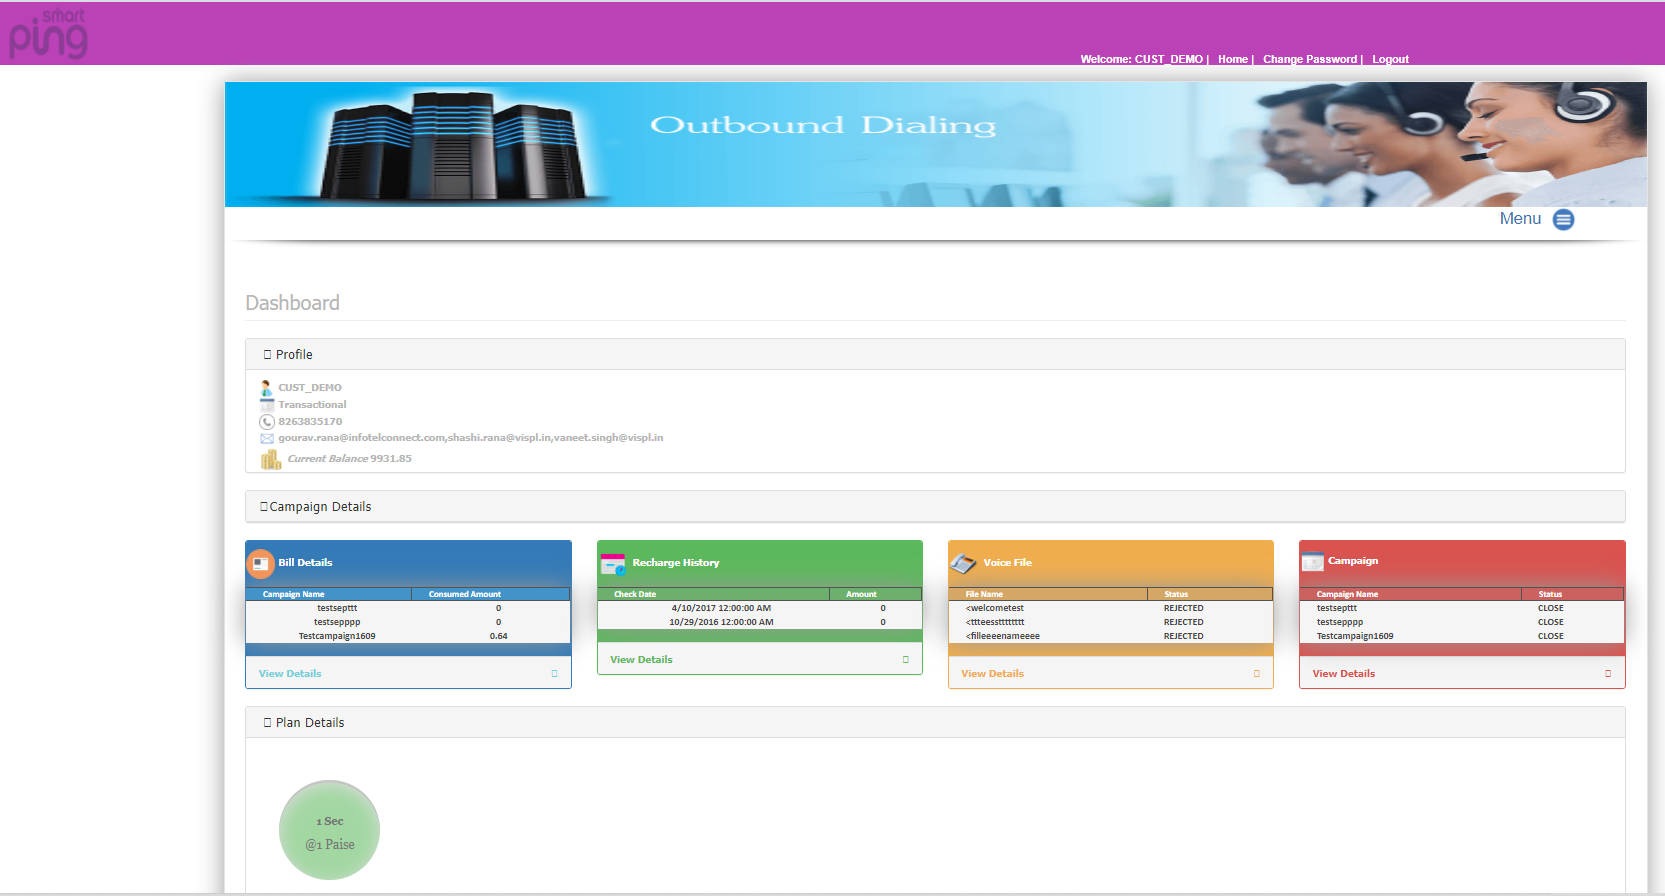 smart
ping
Welcome: CUST_DEMO | Home | Change Password | Logout
Outbound Dialing
Menu
Dashboard
Profile
CUST_DEMO
Transactional
8263835170
gourav.rana@infotelconnect.com,shashi.rana@vispl.in,vaneet.singh@vispl.in
Current Balance 9931.85
Campaign Details
Bill Details
Campaign Name Consumed Amount
testsepttt 0
testsepppp 0
Testcampaign1609 0.64
View Details
Recharge History
Check Date Amount
4/10/2017 12:00:00 AM 0
10/29/2016 12:00:00 AM 0
View Details
Voice File
File Name Status
<welcometest REJECTED
<ttteessttttttttt REJECTED
<filleeeenameeee REJECTED
View Details
Campaign
Campaign Name Status
testsepttt CLOSE
testsepppp CLOSE
Testcampaign1609 CLOSE
View Details
Plan Details
1 Sec
@1 Paise